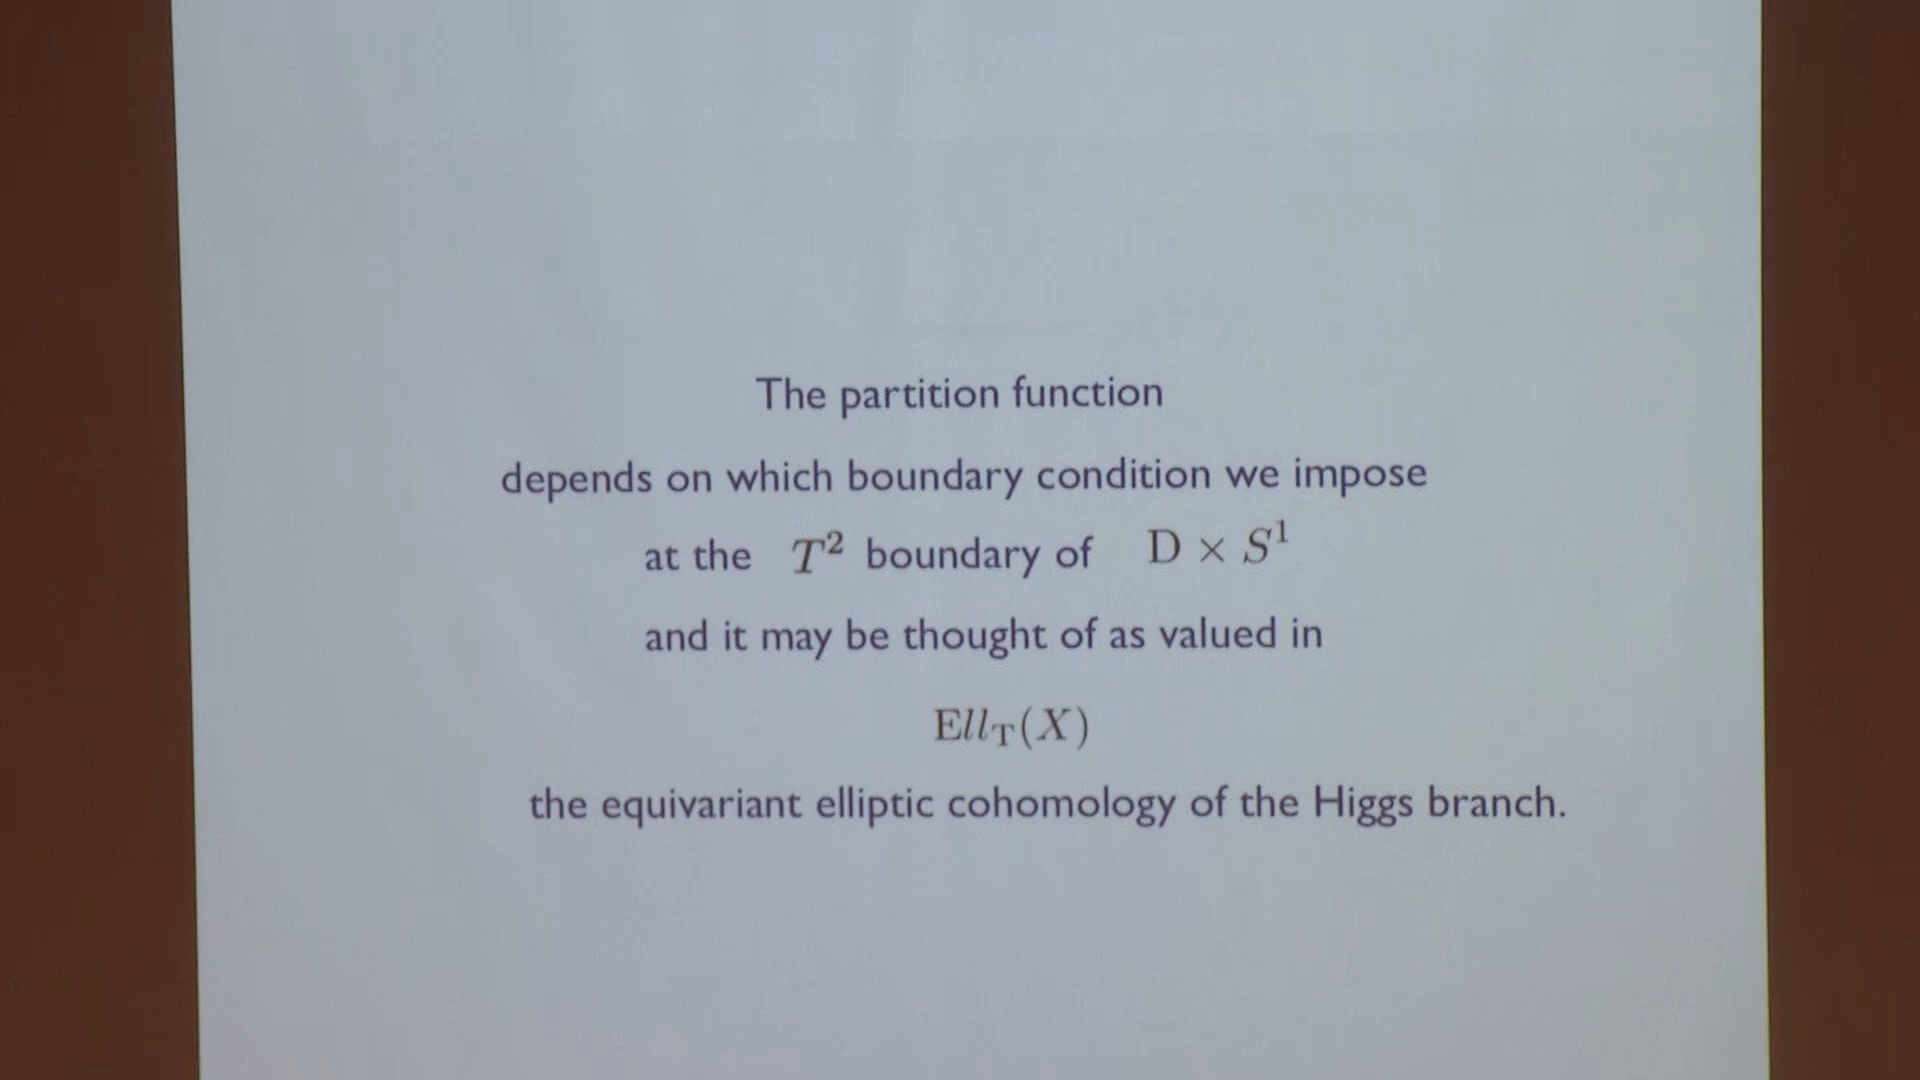 The partition function
depends on which boundary condition we impose
at the T² boundary of D × S¹
and it may be thought of as valued in
Ell_T(X)
the equivariant elliptic cohomology of the Higgs branch.